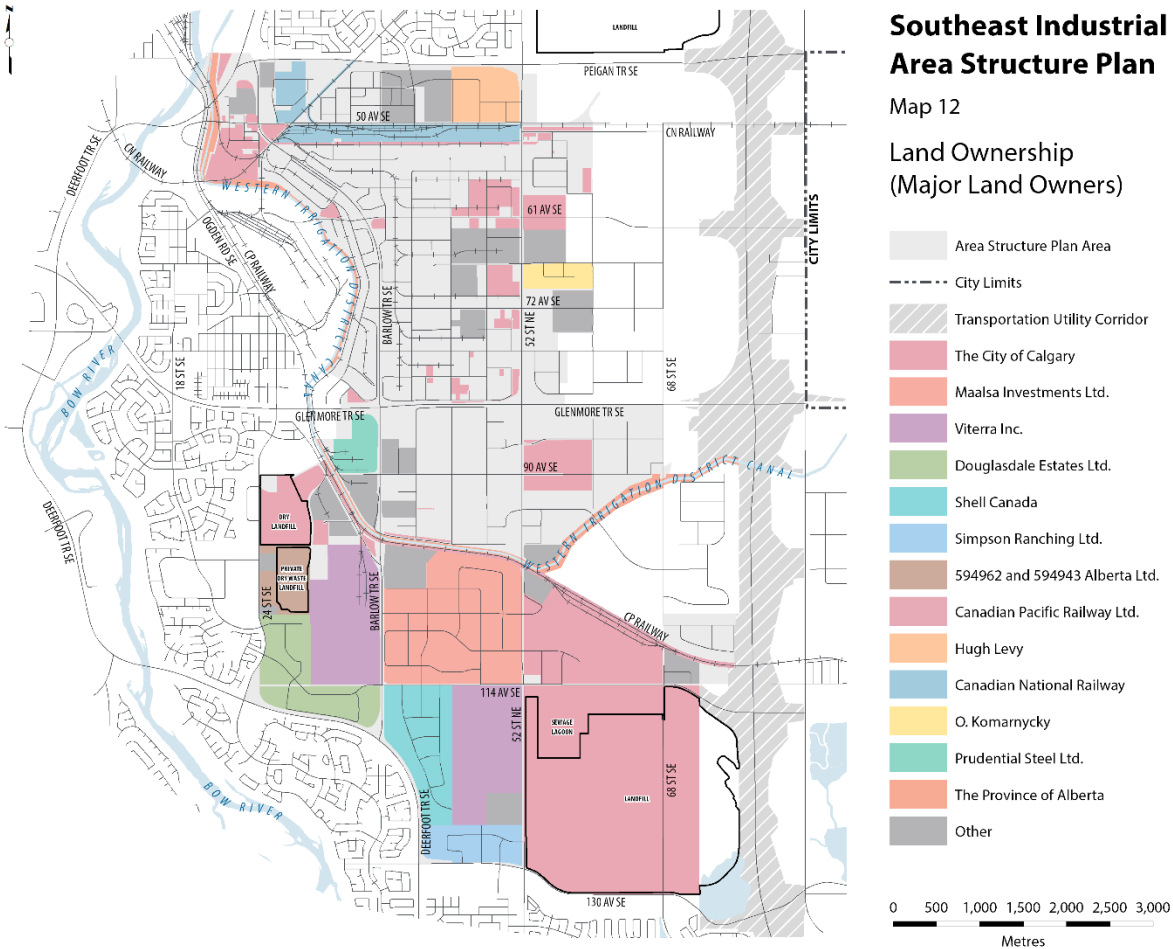 N
Southeast Industrial
Area Structure Plan
Map 12
Land Ownership
(Major Land Owners)
Area Structure Plan Area
City Limits
Transportation Utility Corridor
The City of Calgary
Maalsa Investments Ltd.
Viterra Inc.
Douglasdale Estates Ltd.
Shell Canada
Simpson Ranching Ltd.
594962 and 594943 Alberta Ltd.
Canadian Pacific Railway Ltd.
Hugh Levy
Canadian National Railway
O. Komarnycky
Prudential Steel Ltd.
The Province of Alberta
Other
0 500 1,000 1,500 2,000 2,500 3,000
Metres
LANDFILL
PEIGAN TR SE
50 AV SE
CN RAILWAY
DEERFOOT TR SE
CN RAILWAY
WESTERN IRRIGATION DISTRICT CANAL
61 AV SE
OGDEN RD SE
CP RAILWAY
CITY LIMITS
BARLOW TR SE
72 AV SE
52 ST NE
68 ST SE
18 ST SE
BOW RIVER
GLENMORE TR SE
GLENMORE TR SE
90 AV SE
WESTERN IRRIGATION DISTRICT CANAL
DRY
LANDFILL
DEERFOOT TR SE
PRIVATE
DRY WASTE
LANDFILL
24 ST SE
BARLOW TR SE
CP RAILWAY
114 AV SE
52 ST NE
SEWAGE
LAGOON
68 ST SE
LANDFILL
BOW RIVER
DEERFOOT TR SE
130 AV SE